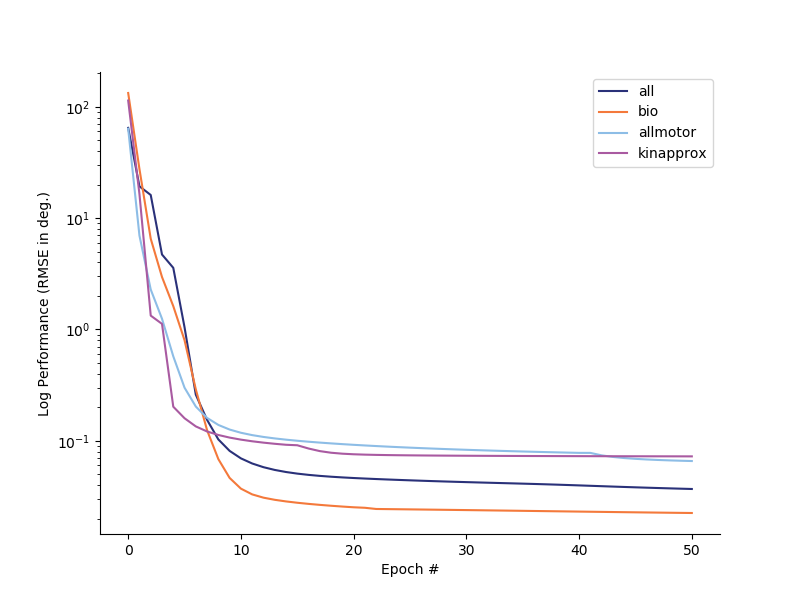 all
bio
allmotor
kinapprox
10²
10¹
10⁰
10⁻¹
Log Performance (RMSE in deg.)
0 10 20 30 40 50
Epoch #